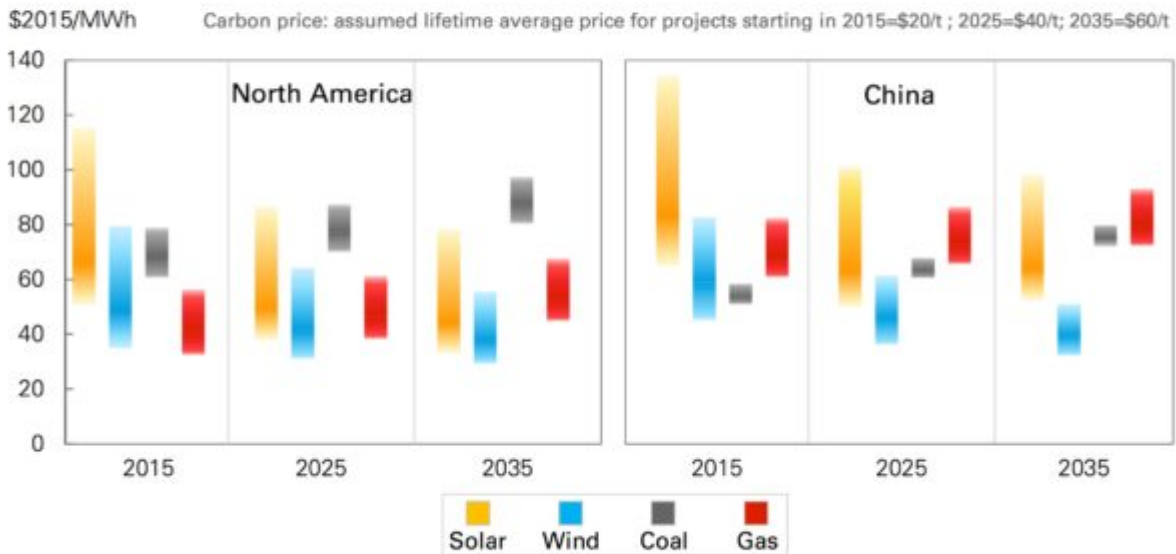 $2015/MWh
Carbon price: assumed lifetime average price for projects starting in 2015=$20/t ; 2025=$40/t; 2035=$60/t
140
120
100
80
60
40
20
0
North America
China
2015
2025
2035
2015
2025
2035
Solar
Wind
Coal
Gas